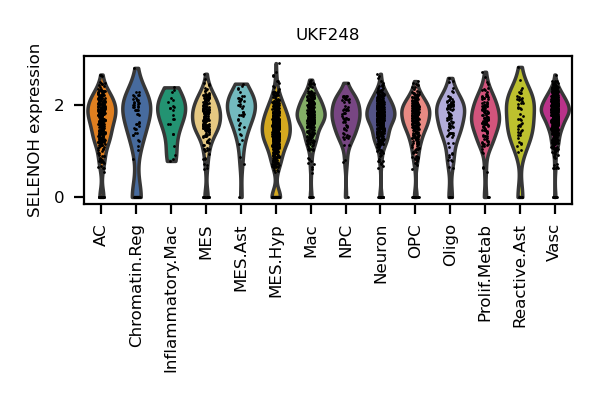 UKF248
SELENOH expression
2
0
AC
Chromatin.Reg
Inflammatory.Mac
MES
MES.Ast
MES.Hyp
Mac
NPC
Neuron
OPC
Oligo
Prolif.Metab
Reactive.Ast
Vasc